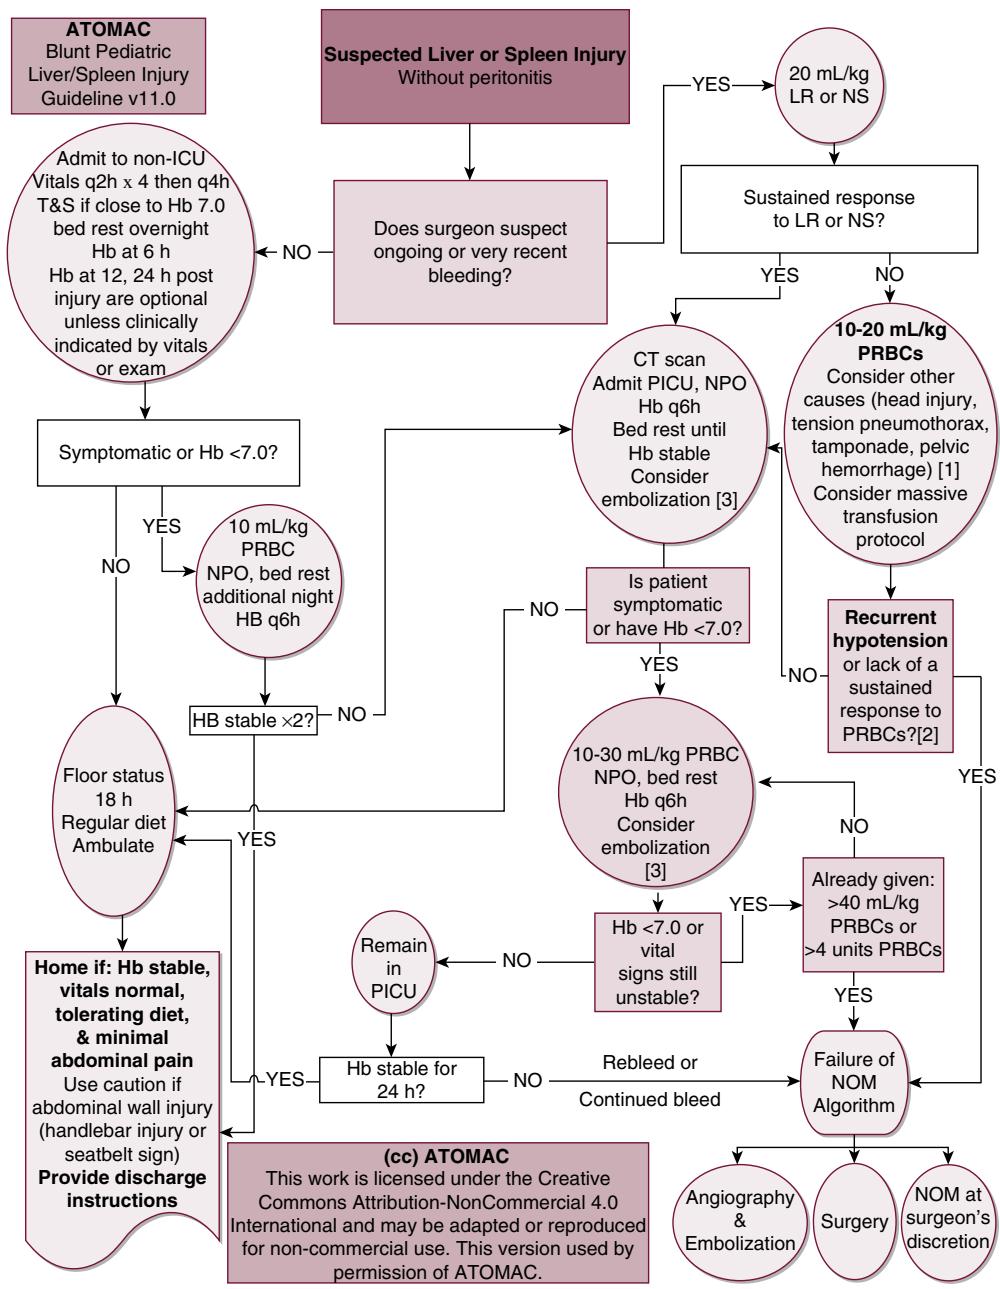 ATOMAC
Blunt Pediatric
Liver/Spleen Injury
Guideline v11.0
Suspected Liver or Spleen Injury
Without peritonitis
YES
20 mL/kg
LR or NS
Admit to non-ICU
Vitals q2h x 4 then q4h
T&S if close to Hb 7.0
bed rest overnight
Hb at 6 h
Hb at 12, 24 h post
injury are optional
unless clinically
indicated by vitals
or exam
NO
Does surgeon suspect
ongoing or very recent
bleeding?
Sustained response
to LR or NS?
YES
NO
CT scan
Admit PICU, NPO
Hb q6h
Bed rest until
Hb stable
Consider
embolization [3]
10-20 mL/kg
PRBCs
Consider other
causes (head injury,
tension pneumothorax,
tamponade, pelvic
hemorrhage) [1]
Consider massive
transfusion
protocol
Symptomatic or Hb <7.0?
YES
NO
10 mL/kg
PRBC
NPO, bed rest
additional night
HB q6h
NO
Is patient
symptomatic
or have Hb <7.0?
YES
Recurrent
hypotension
or lack of a
sustained
response to
PRBCs?[2]
NO
YES
HB stable ×2?
NO
YES
Floor status
18 h
Regular diet
Ambulate
10-30 mL/kg PRBC
NPO, bed rest
Hb q6h
Consider
embolization
[3]
NO
Already given:
>40 mL/kg
PRBCs or
>4 units PRBCs
YES
YES
Hb <7.0 or
vital
signs still
unstable?
NO
Remain
in
PICU
Home if: Hb stable,
vitals normal,
tolerating diet,
& minimal
abdominal pain
Use caution if
abdominal wall injury
(handlebar injury or
seatbelt sign)
Provide discharge
instructions
YES
Hb stable for
24 h?
NO
Rebleed or
Continued bleed
Failure of
NOM
Algorithm
Angiography
&
Embolization
Surgery
NOM at
surgeon's
discretion
(cc) ATOMAC
This work is licensed under the Creative
Commons Attribution-NonCommercial 4.0
International and may be adapted or reproduced
for non-commercial use. This version used by
permission of ATOMAC.